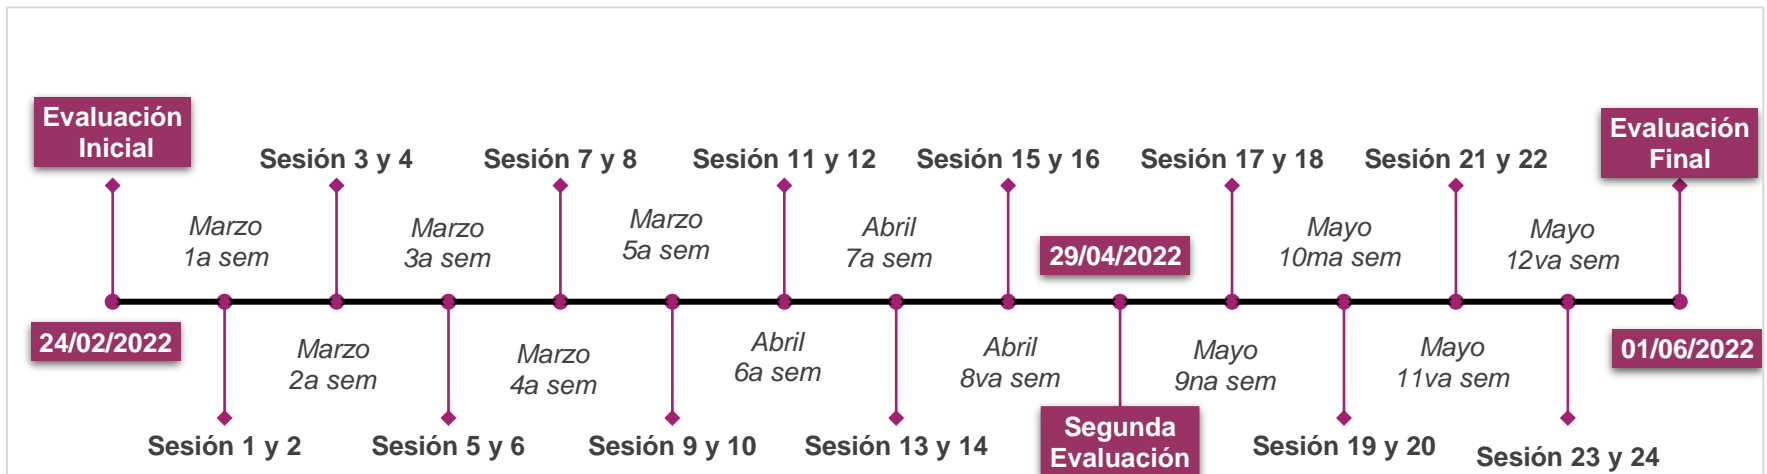 Evaluación
Inicial
Sesión 3 y 4
Sesión 7 y 8
Sesión 11 y 12
Sesión 15 y 16
Sesión 17 y 18
Sesión 21 y 22
Evaluación
Final
Marzo
1a sem
Marzo
3a sem
Marzo
5a sem
Abril
7a sem
29/04/2022
Mayo
10ma sem
Mayo
12va sem
24/02/2022
Marzo
2a sem
Marzo
4a sem
Abril
6a sem
Abril
8va sem
Mayo
9na sem
Mayo
11va sem
01/06/2022
Sesión 1 y 2
Sesión 5 y 6
Sesión 9 y 10
Sesión 13 y 14
Segunda
Evaluación
Sesión 19 y 20
Sesión 23 y 24